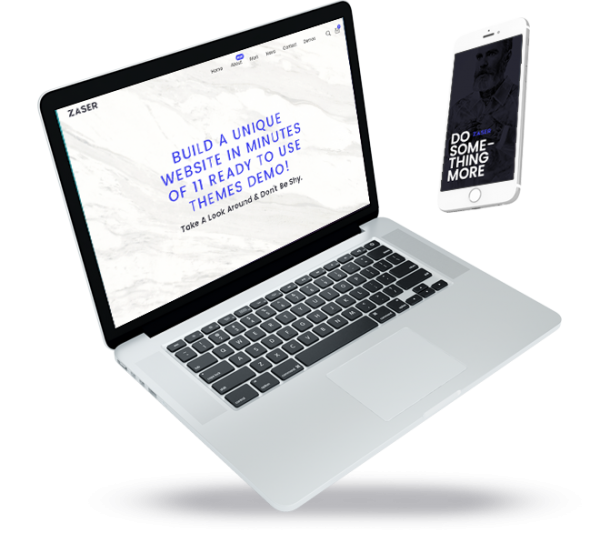 ZASER
Home About Blog News Contact Demos
BUILD A UNIQUE
WEBSITE IN MINUTES
OF 11 READY TO USE
THEMES DEMO!
Take A Look Around & Don't Be Shy.
DO
SOME-
THING
MORE